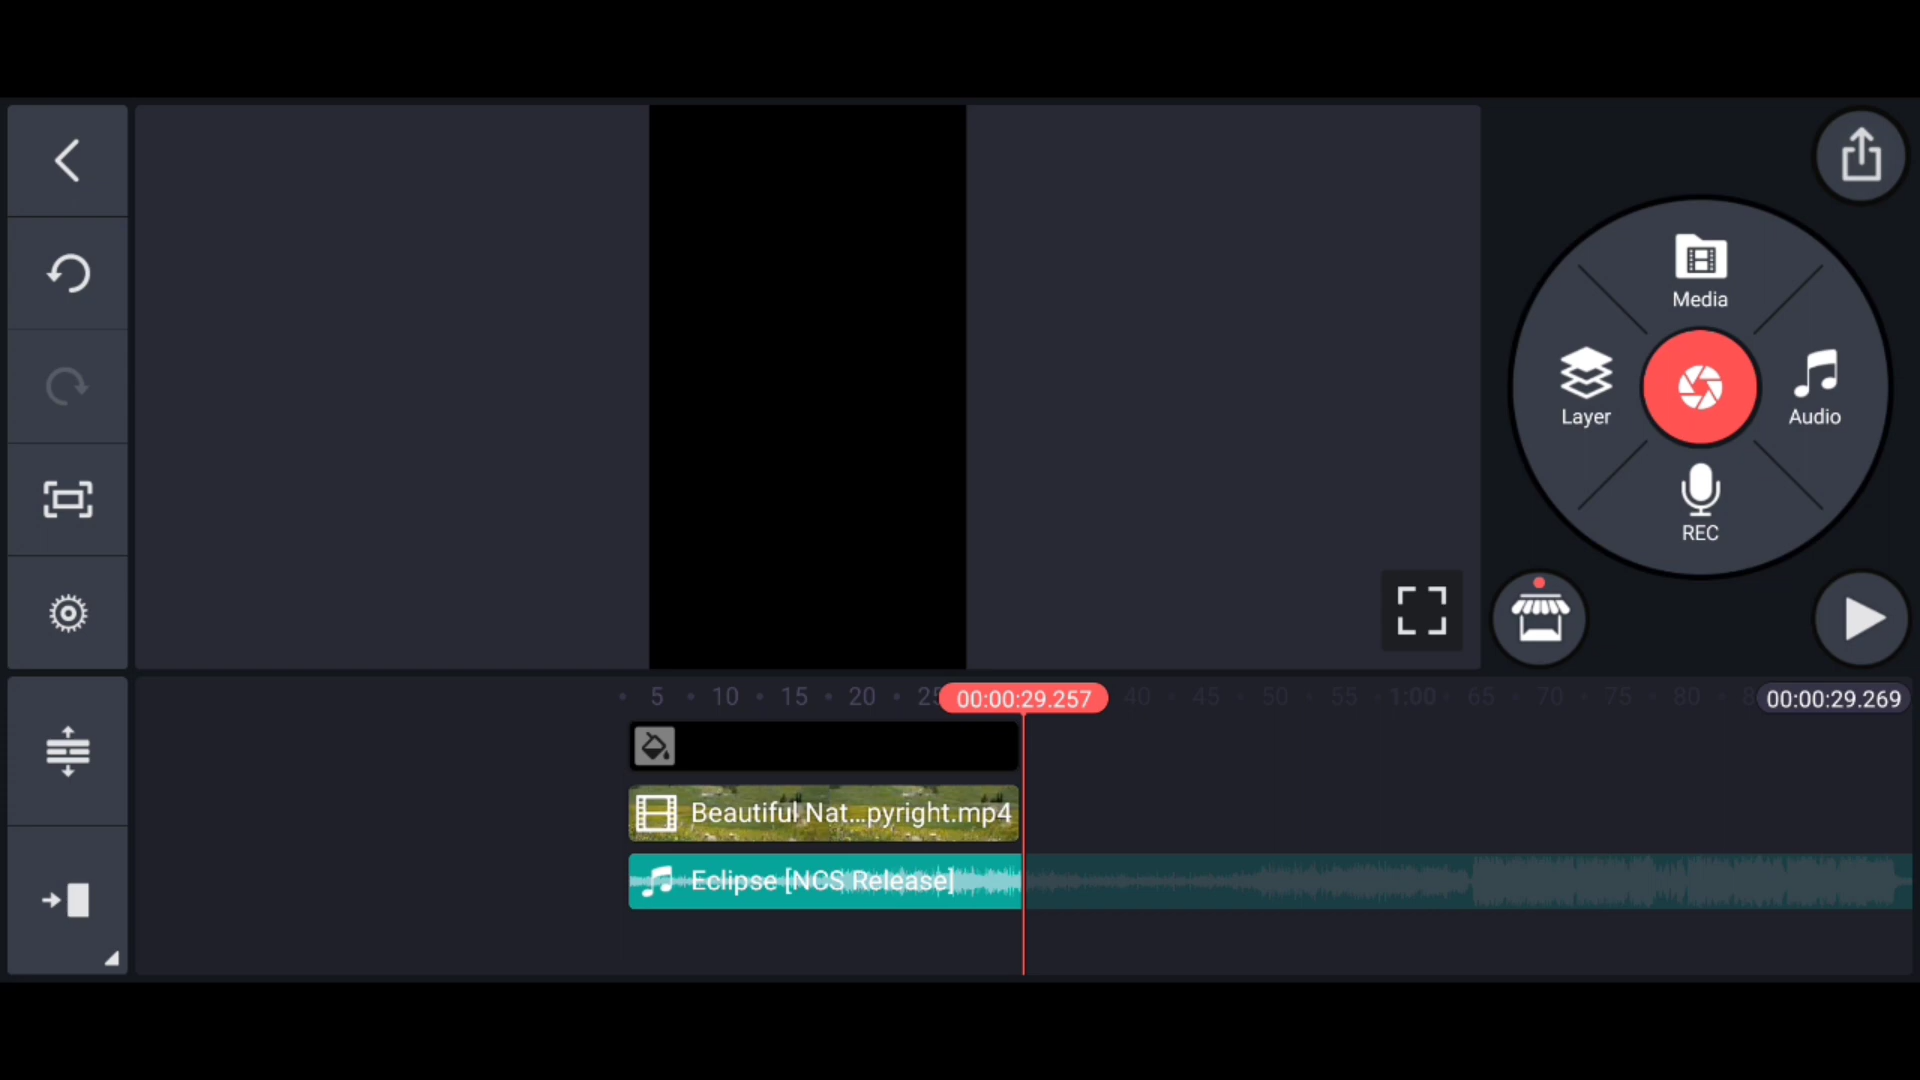 Media
Layer
Audio
REC
5 10 15 20 25 00:00:29.257 40 45 50 55 1:00 65 70 75 80 8 00:00:29.269
Beautiful Nat...pyright.mp4
Eclipse [NCS Release]